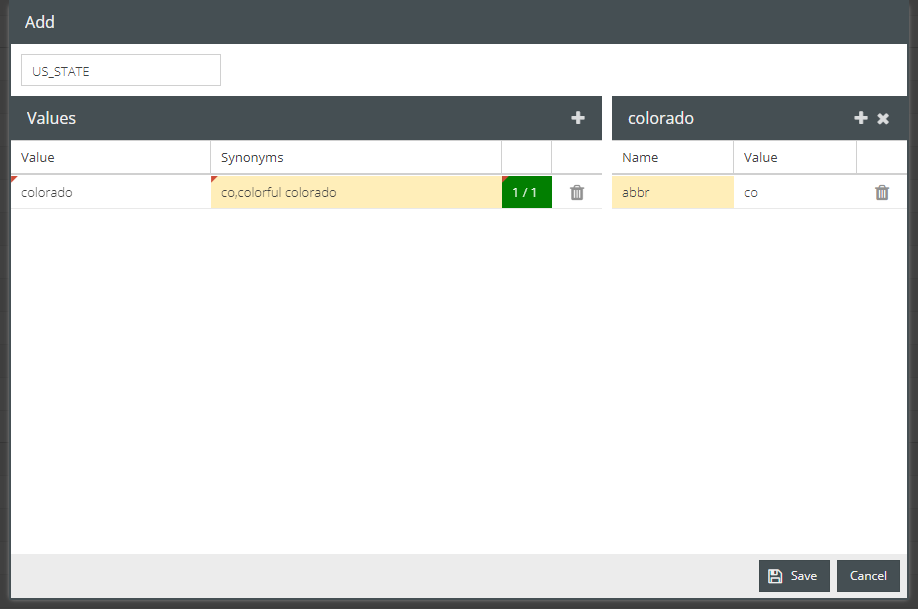 Add
US_STATE
Values
Value Synonyms
colorado co,colorful colorado 1 / 1
colorado
Name Value
abbr co
Save Cancel